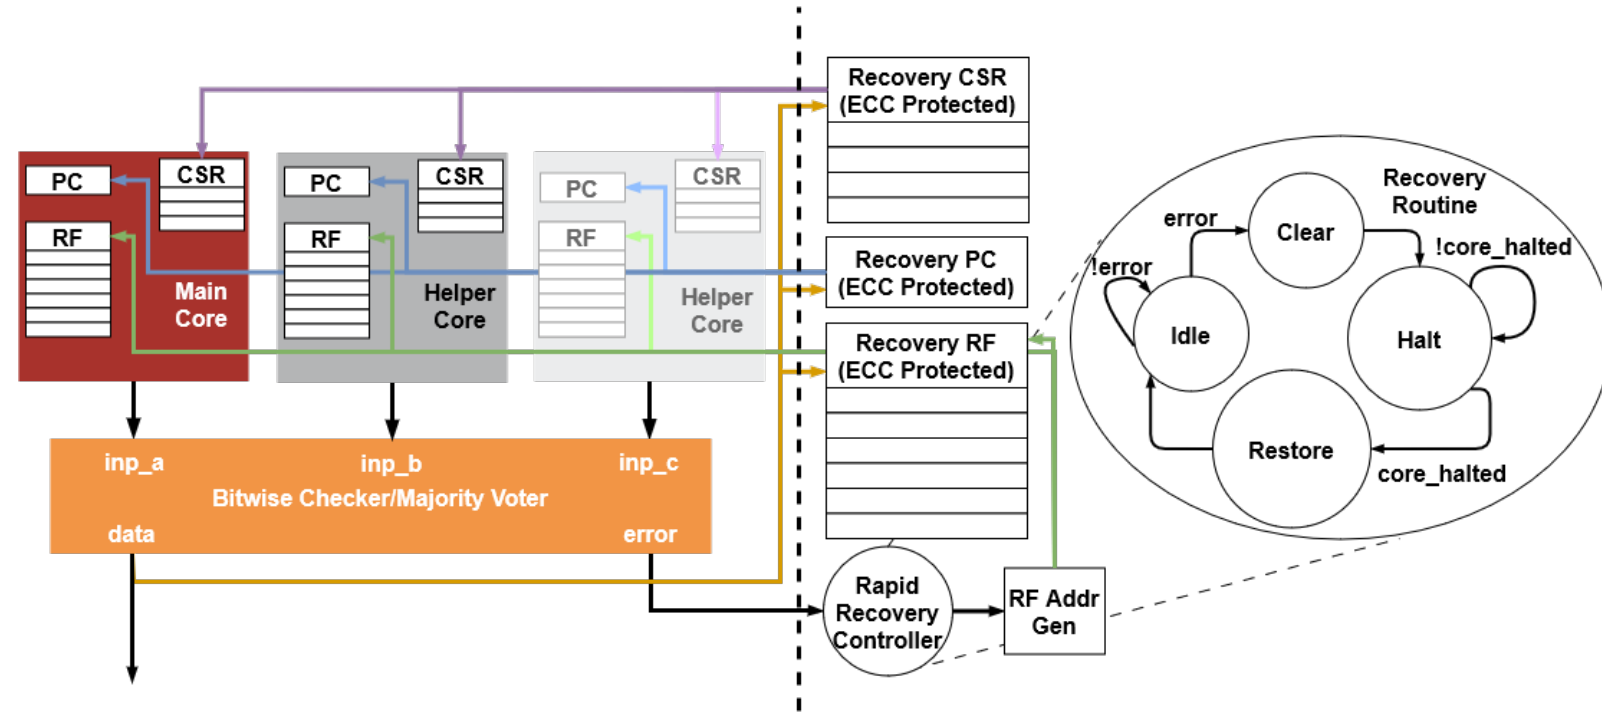 Recovery CSR
(ECC Protected)
PC
CSR
PC
CSR
PC
CSR
RF
RF
RF
Main
Core
Helper
Core
Helper
Core
Recovery PC
(ECC Protected)
Recovery RF
(ECC Protected)
inp_a
inp_b
inp_c
Bitwise Checker/Majority Voter
data
error
Rapid
Recovery
Controller
RF Addr
Gen
Recovery
Routine
error
Clear
!core_halted
!error
Idle
Halt
Restore
core_halted